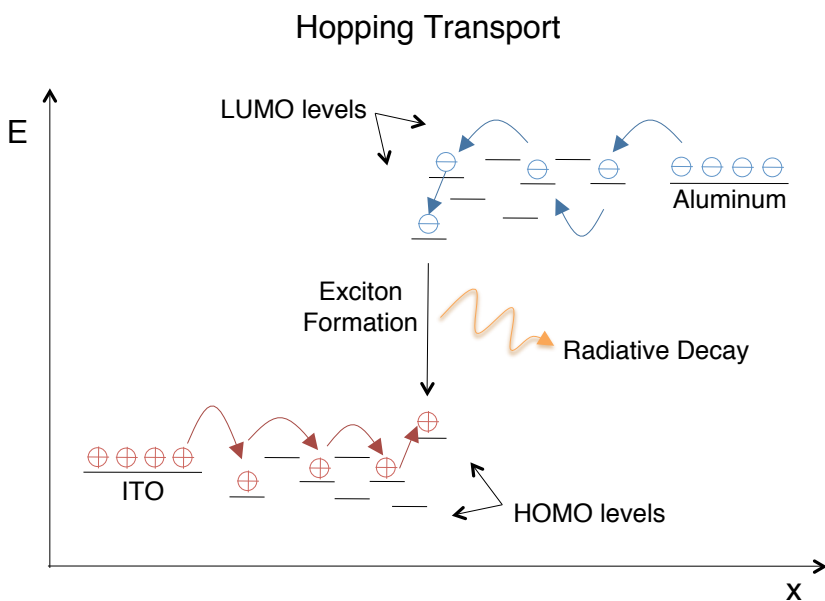 Hopping Transport
E
LUMO levels
Aluminum
Exciton
Formation
Radiative Decay
ITO
HOMO levels
x